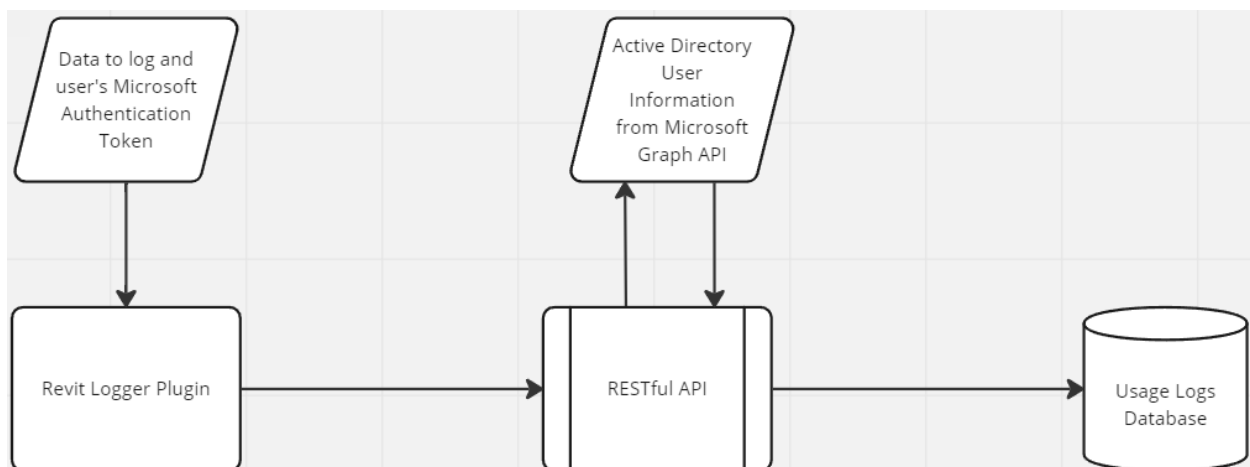 Data to log and
user's Microsoft
Authentication
Token
Active Directory
User
Information
from Microsoft
Graph API
Revit Logger Plugin
RESTful API
Usage Logs
Database